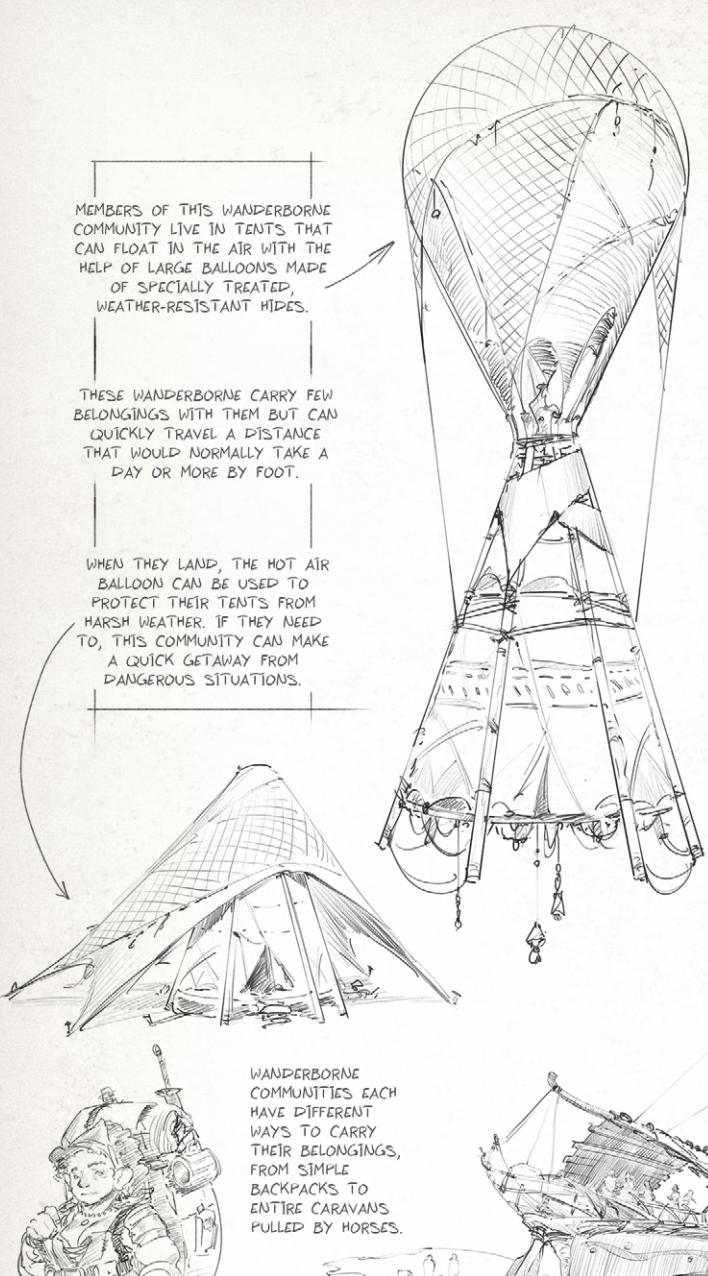 MEMBERS OF THIS WANDERBORNE
COMMUNITY LIVE IN TENTS THAT
CAN FLOAT IN THE AIR WITH THE
HELP OF LARGE BALLOONS MADE
OF SPECIALLY TREATED,
WEATHER-RESISTANT HIDES.
THESE WANDERBORNE CARRY FEW
BELONGINGS WITH THEM BUT CAN
QUICKLY TRAVEL A DISTANCE
THAT WOULD NORMALLY TAKE A
DAY OR MORE BY FOOT.
WHEN THEY LAND, THE HOT AIR
BALLOON CAN BE USED TO
PROTECT THEIR TENTS FROM
HARSH WEATHER. IF THEY NEED
TO, THIS COMMUNITY CAN MAKE
A QUICK GETAWAY FROM
DANGEROUS SITUATIONS.
WANDERBORNE
COMMUNITIES EACH
HAVE DIFFERENT
WAYS TO CARRY
THEIR BELONGINGS,
FROM SIMPLE
BACKPACKS TO
ENTIRE CARAVANS
PULLED BY HORSES.